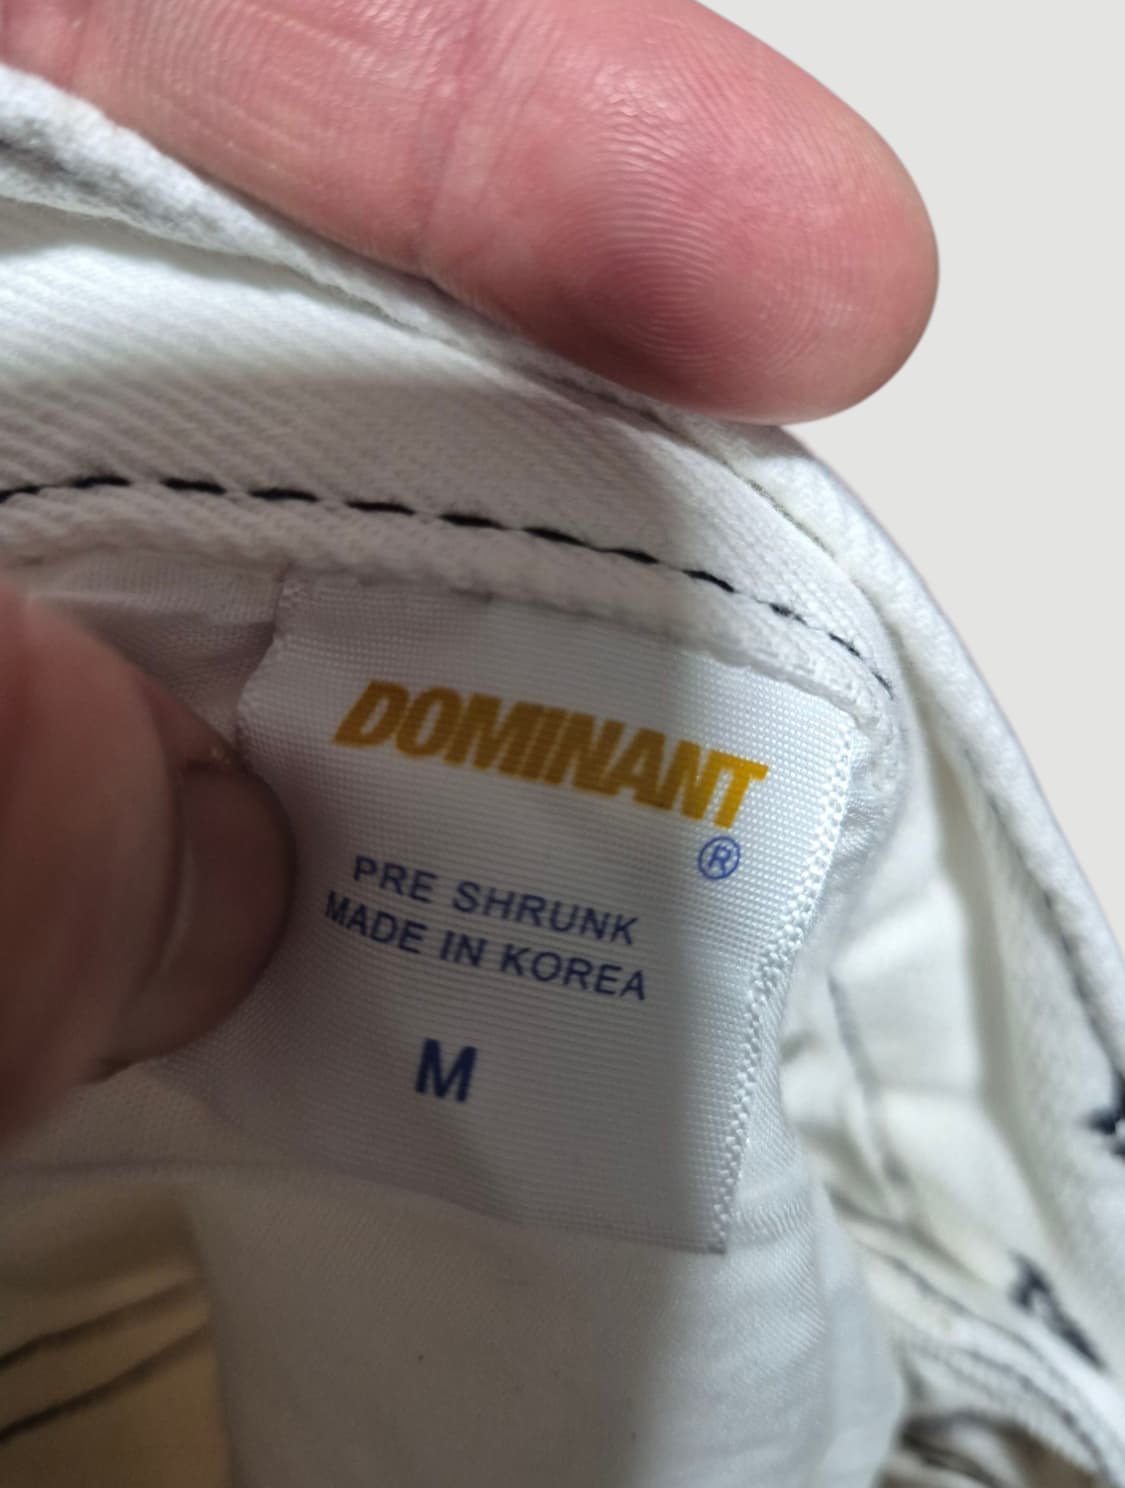 DOMINANT
®
PRE SHRUNK
MADE IN KOREA
M